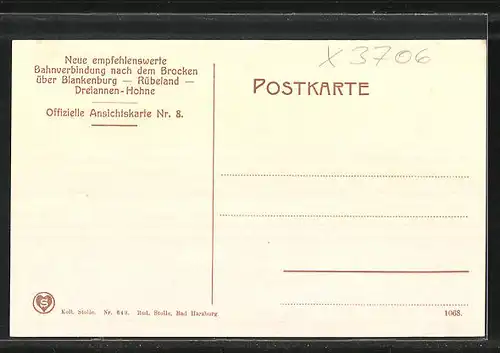 Neue empfehlenswerte
Bahnverbindung nach dem Brocken
über Blankenburg — Rübeland —
Dreiannen-Hohne
Offizielle Ansichtskarte Nr. 8.
X 3706
POSTKARTE
Koll. Stolle. Nr. 642. Rud. Stolle, Bad Harzburg
1068.